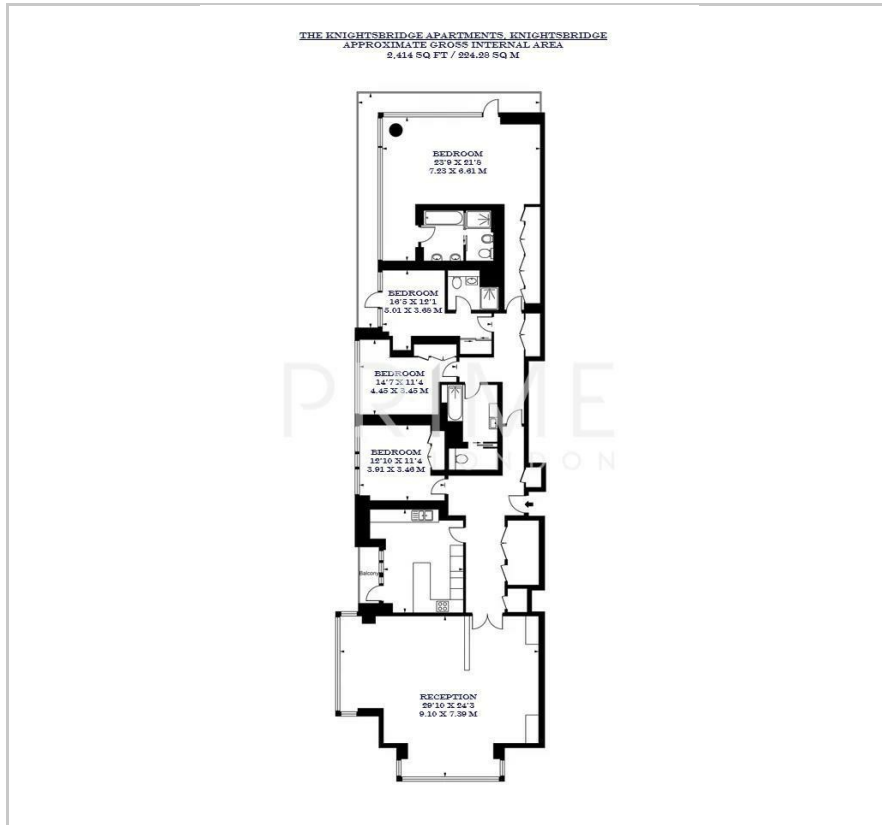 THE KNIGHTSBRIDGE APARTMENTS, KNIGHTSBRIDGE
APPROXIMATE GROSS INTERNAL AREA
2,414 SQ FT / 224.28 SQ M
BEDROOM
23'9 X 21'8
7.23 X 6.61 M
BEDROOM
16'5 X 12'1
5.01 X 3.68 M
BEDROOM
14'7 X 11'4
4.45 X 3.45 M
PRIME
LONDON
BEDROOM
12'10 X 11'4
3.91 X 3.46 M
Balcony
RECEPTION
29'10 X 24'3
9.10 X 7.39 M